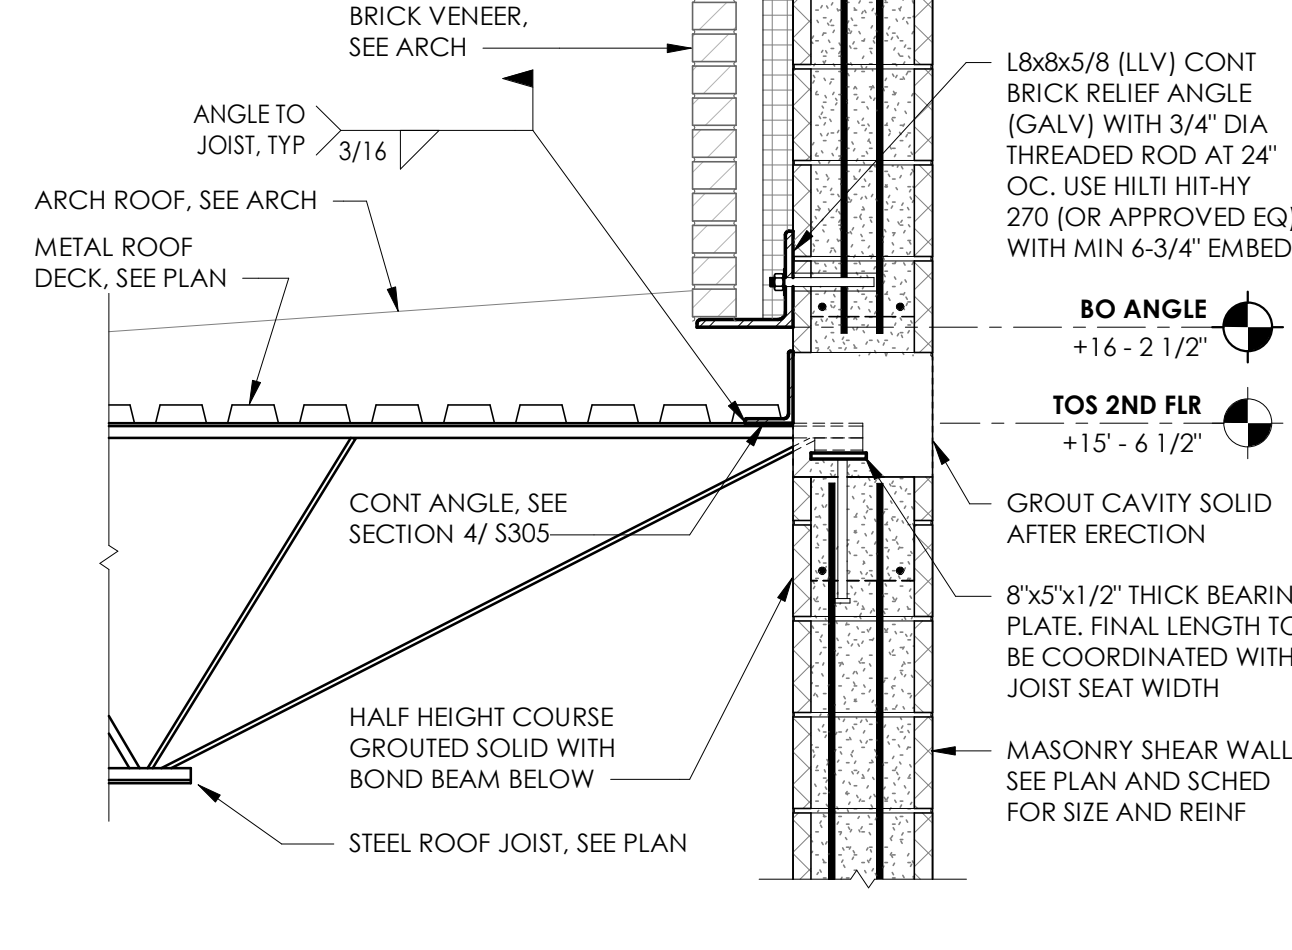 BRICK VENEER,
SEE ARCH
ANGLE TO
JOIST, TYP
3/16
ARCH ROOF, SEE ARCH
METAL ROOF
DECK, SEE PLAN
L8x8x5/8 (LLV) CONT
BRICK RELIEF ANGLE
(GALV) WITH 3/4" DIA
THREADED ROD AT 24"
OC. USE HILTI HIT-HY
270 (OR APPROVED EQ)
WITH MIN 6-3/4" EMBED
BO ANGLE
+16 - 2 1/2"
TOS 2ND FLR
+15' - 6 1/2"
CONT ANGLE, SEE
SECTION 4/ S305
GROUT CAVITY SOLID
AFTER ERECTION
8"x5"x1/2" THICK BEARIN
PLATE. FINAL LENGTH TO
BE COORDINATED WITH
JOIST SEAT WIDTH
HALF HEIGHT COURSE
GROUTED SOLID WITH
BOND BEAM BELOW
MASONRY SHEAR WALL
SEE PLAN AND SCHED
FOR SIZE AND REINF
STEEL ROOF JOIST, SEE PLAN